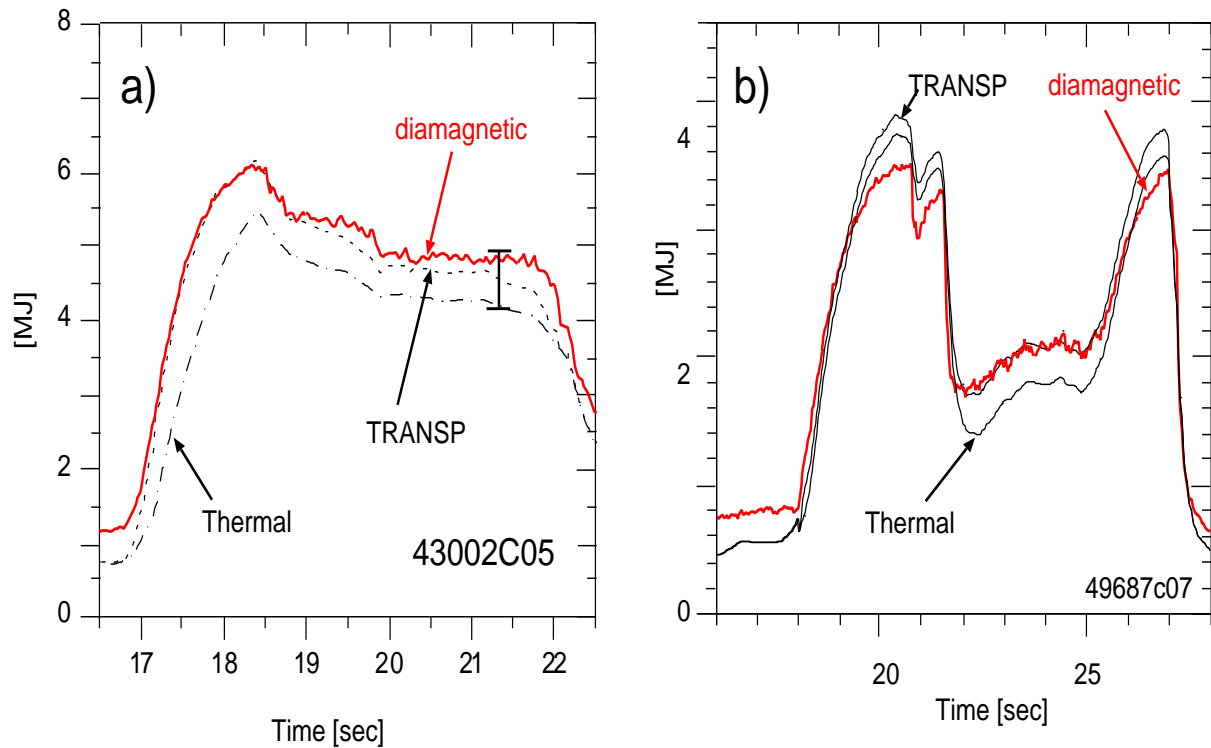 a)
diamagnetic
TRANSP
Thermal
43002C05
8
6
4
2
0
[MJ]
17 18 19 20 21 22
Time [sec]
b)
TRANSP
diamagnetic
Thermal
49687c07
4
2
0
[MJ]
20 25
Time [sec]